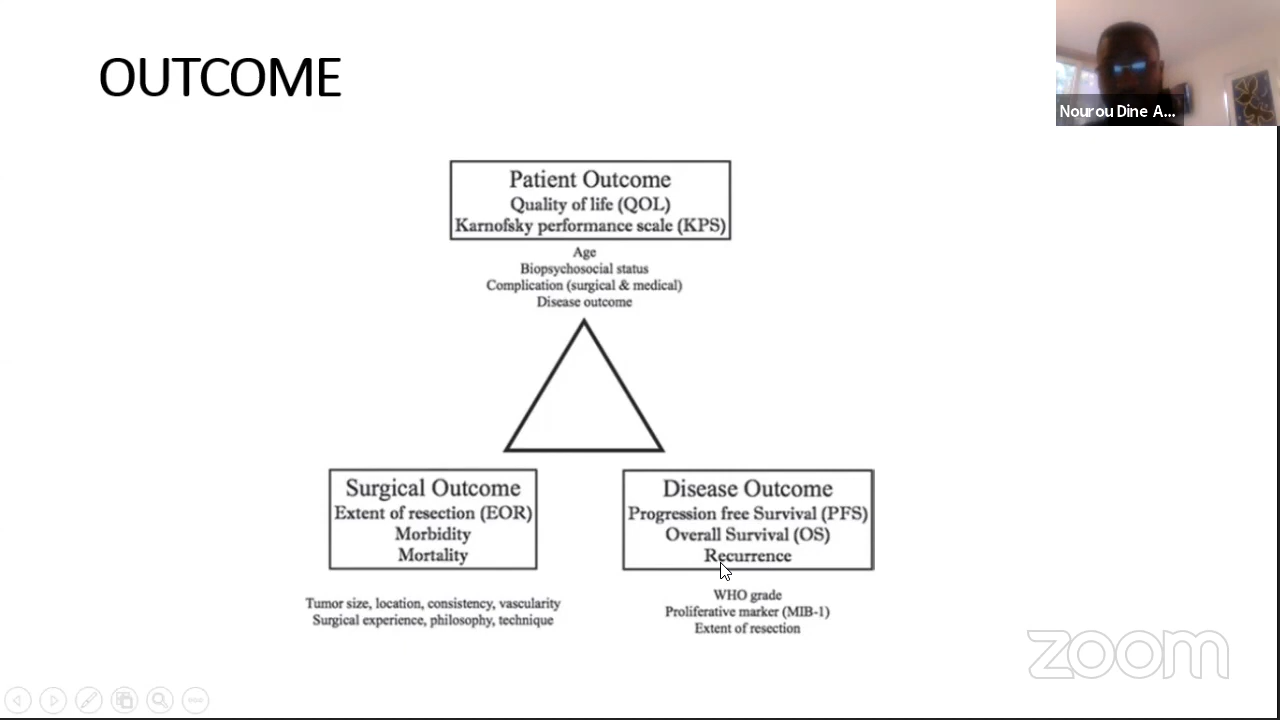 OUTCOME
Nourou Dine A...
Patient Outcome
Quality of life (QOL)
Karnofsky performance scale (KPS)
Age
Biopsychosocial status
Complication (surgical & medical)
Disease outcome
Surgical Outcome
Extent of resection (EOR)
Morbidity
Mortality
Tumor size, location, consistency, vascularity
Surgical experience, philosophy, technique
Disease Outcome
Progression free Survival (PFS)
Overall Survival (OS)
Recurrence
WHO grade
Proliferative marker (MIB-1)
Extent of resection
zoom